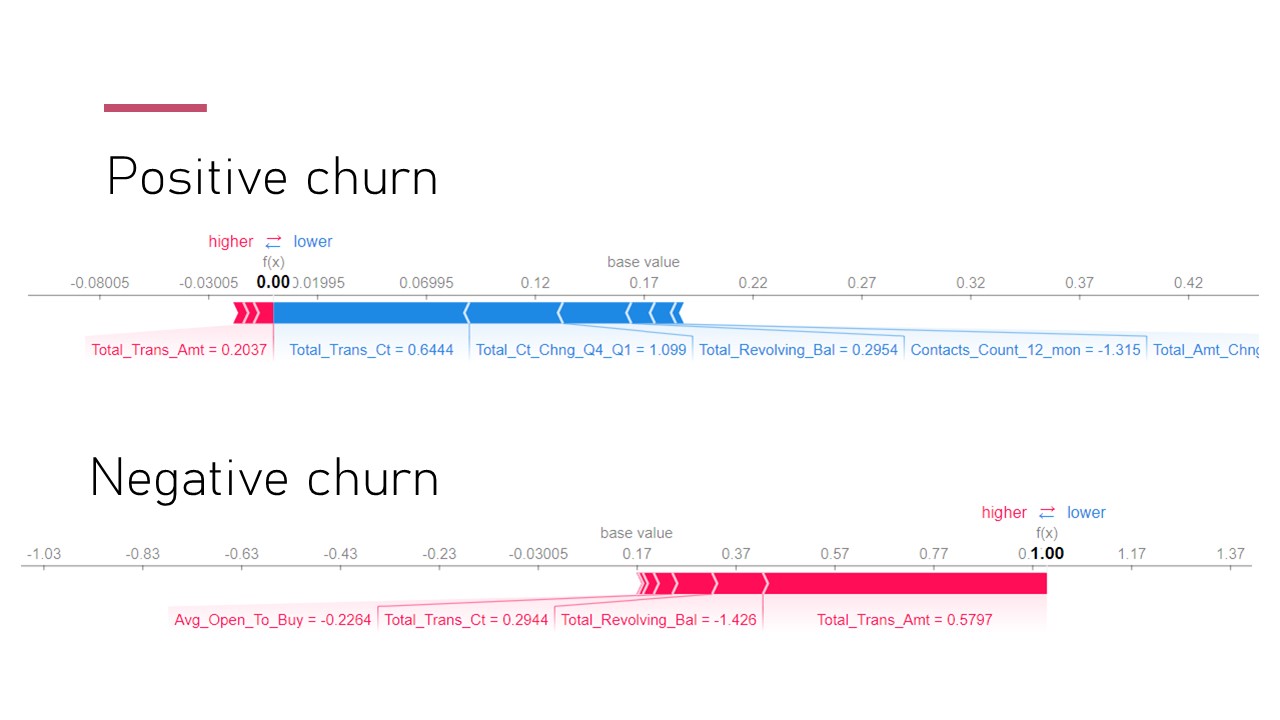 Positive churn
higher ⇄ lower
f(x) base value
-0.08005 -0.03005 0.00 0.01995 0.06995 0.12 0.17 0.22 0.27 0.32 0.37 0.42
Total_Trans_Amt = 0.2037 Total_Trans_Ct = 0.6444 Total_Ct_Chng_Q4_Q1 = 1.099 Total_Revolving_Bal = 0.2954 Contacts_Count_12_mon = -1.315 Total_Amt_Chng
Negative churn
higher ⇄ lower
base value f(x)
-1.03 -0.83 -0.63 -0.43 -0.23 -0.03005 0.17 0.37 0.57 0.77 1.00 1.17 1.37
Avg_Open_To_Buy = -0.2264 Total_Trans_Ct = 0.2944 Total_Revolving_Bal = -1.426 Total_Trans_Amt = 0.5797